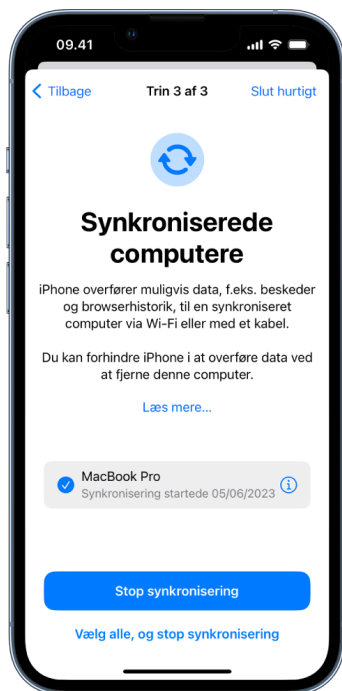 09.41
Tilbage
Trin 3 af 3
Slut hurtigt
Synkroniserede
computere
iPhone overfører muligvis data, f.eks. beskeder
og browserhistorik, til en synkroniseret
computer via Wi-Fi eller med et kabel.
Du kan forhindre iPhone i at overføre data ved
at fjerne denne computer.
Læs mere...
MacBook Pro
Synkronisering startede 05/06/2023
Stop synkronisering
Vælg alle, og stop synkronisering